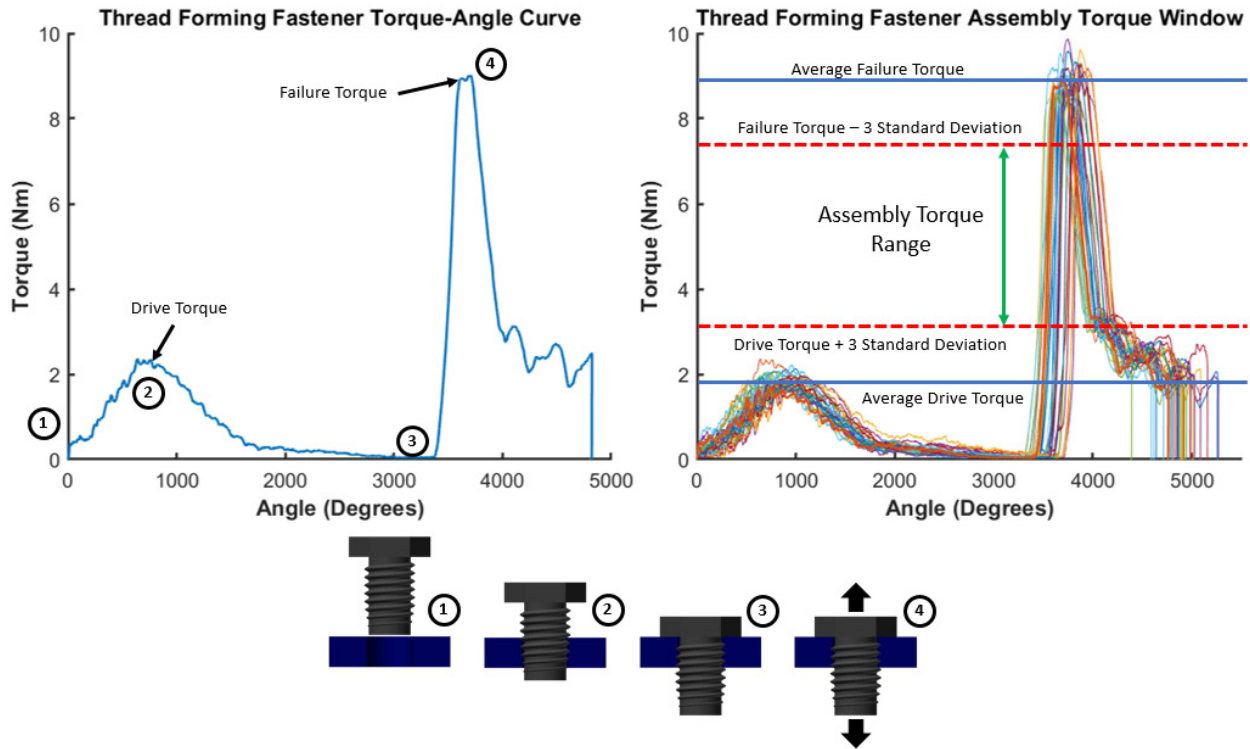 Thread Forming Fastener Torque-Angle Curve
10
8
6
4
2
0
Torque (Nm)
0 1000 2000 3000 4000 5000
Angle (Degrees)
Failure Torque
Drive Torque
1
2
3
4
Thread Forming Fastener Assembly Torque Window
10
8
6
4
2
0
Torque (Nm)
0 1000 2000 3000 4000 5000
Angle (Degrees)
Average Failure Torque
Failure Torque – 3 Standard Deviation
Assembly Torque
Range
Drive Torque + 3 Standard Deviation
Average Drive Torque
1
2
3
4